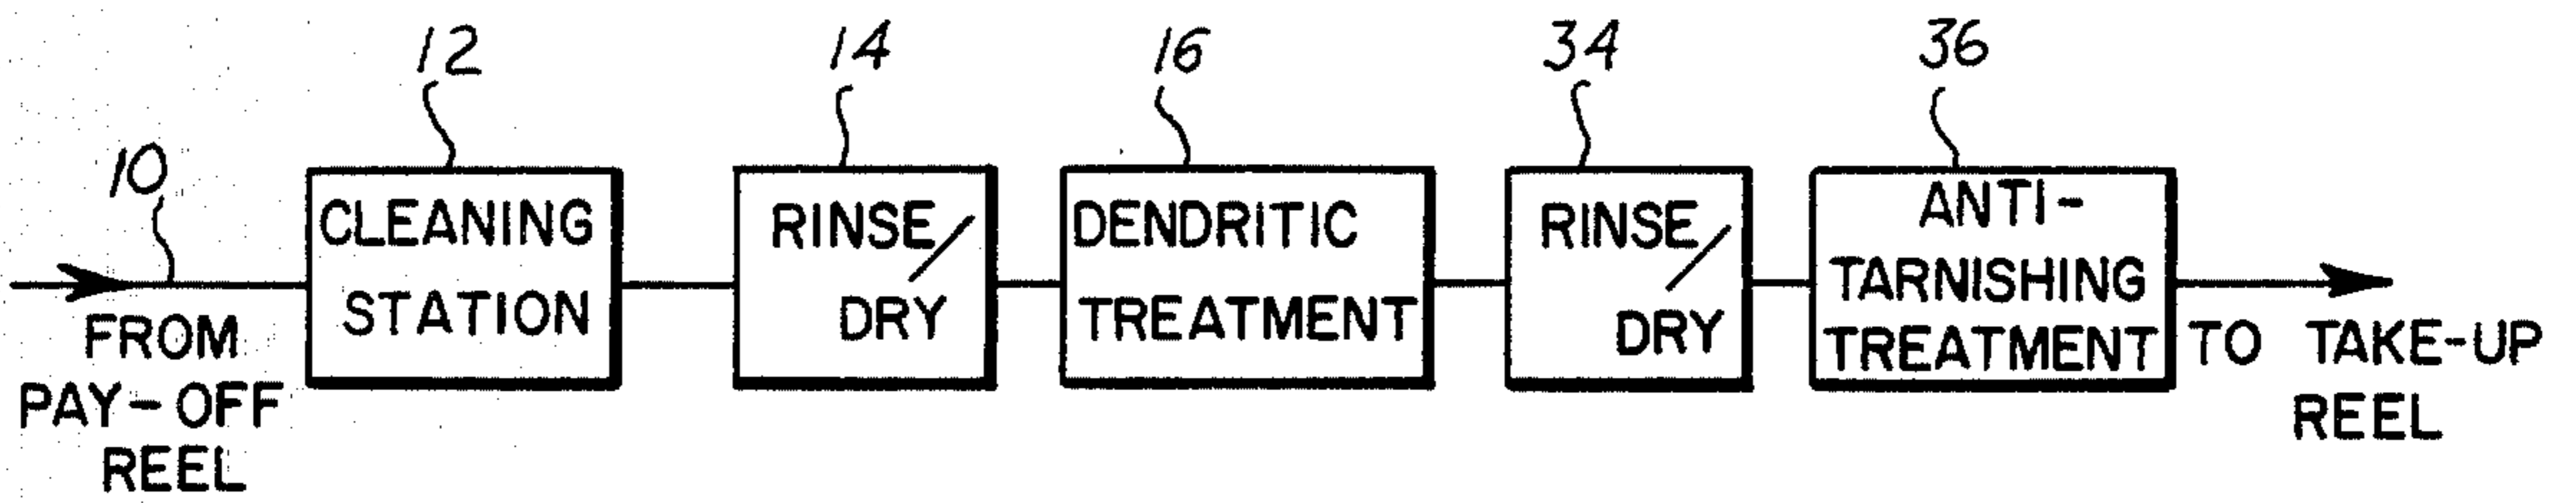 12
14
16
34
36
10
CLEANING
STATION
RINSE/
DRY
DENDRITIC
TREATMENT
RINSE/
DRY
ANTI-
TARNISHING
TREATMENT
FROM
PAY-OFF
REEL
TO TAKE-UP
REEL